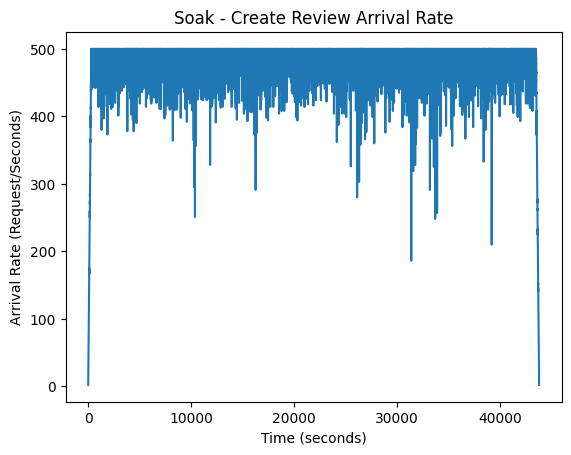 Soak - Create Review Arrival Rate
Arrival Rate (Request/Seconds)
500
400
300
200
100
0
0 10000 20000 30000 40000
Time (seconds)